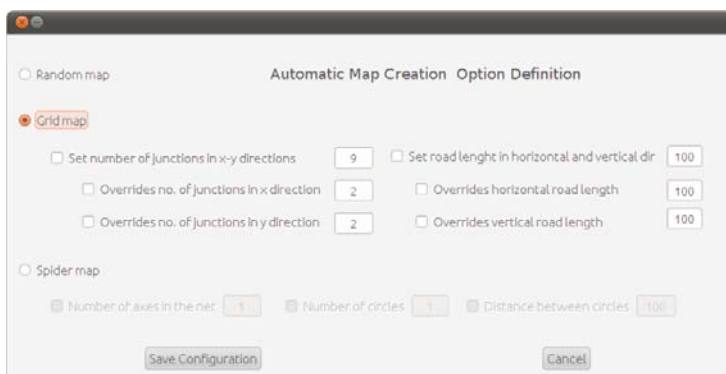 Random map
Automatic Map Creation Option Definition
Grid map
Set number of junctions in x-y directions 9
Set road lenght in horizontal and vertical dir 100
Overrides no. of junctions in x direction 2
Overrides horizontal road length 100
Overrides no. of junctions in y direction 2
Overrides vertical road length 100
Spider map
Number of axes in the net
Number of circles
Distance between circles 100
Save Configuration
Cancel